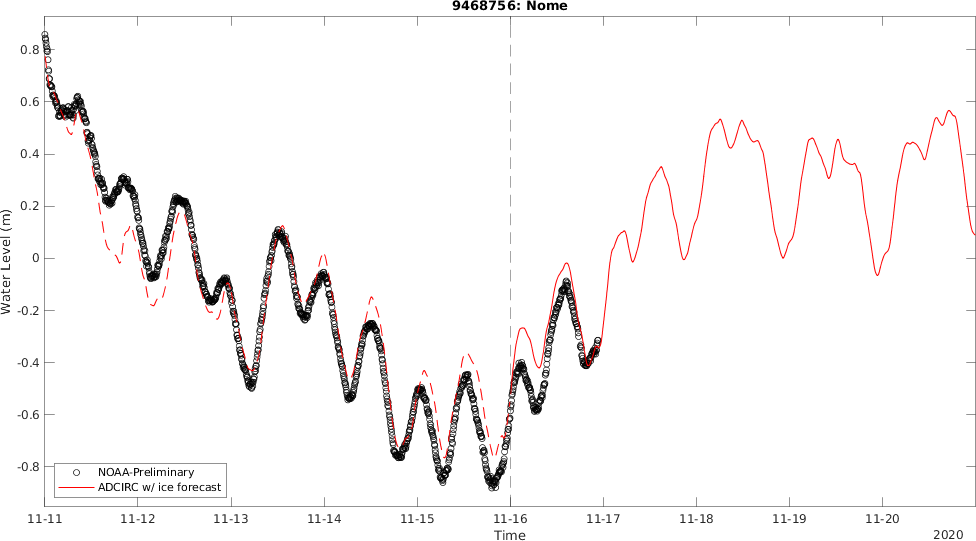 9468756: Nome
Water Level (m)
0.8
0.6
0.4
0.2
0
-0.2
-0.4
-0.6
-0.8
NOAA-Preliminary
ADCIRC w/ ice forecast
11-11 11-12 11-13 11-14 11-15 11-16 11-17 11-18 11-19 11-20
Time
2020